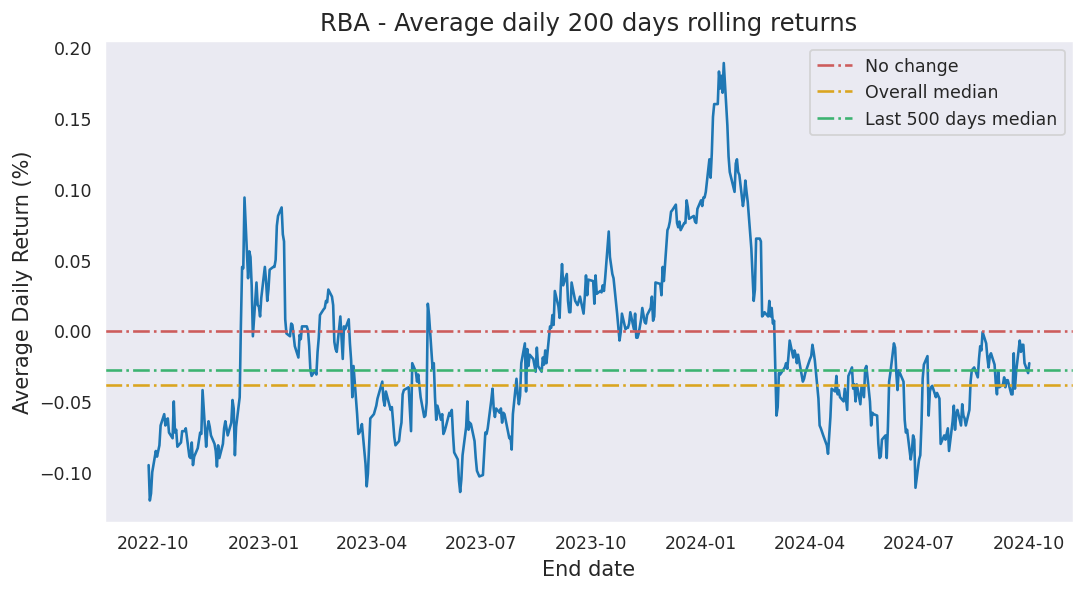 RBA - Average daily 200 days rolling returns
No change
Overall median
Last 500 days median
Average Daily Return (%)
0.20
0.15
0.10
0.05
0.00
−0.05
−0.10
2022-10 2023-01 2023-04 2023-07 2023-10 2024-01 2024-04 2024-07 2024-10
End date